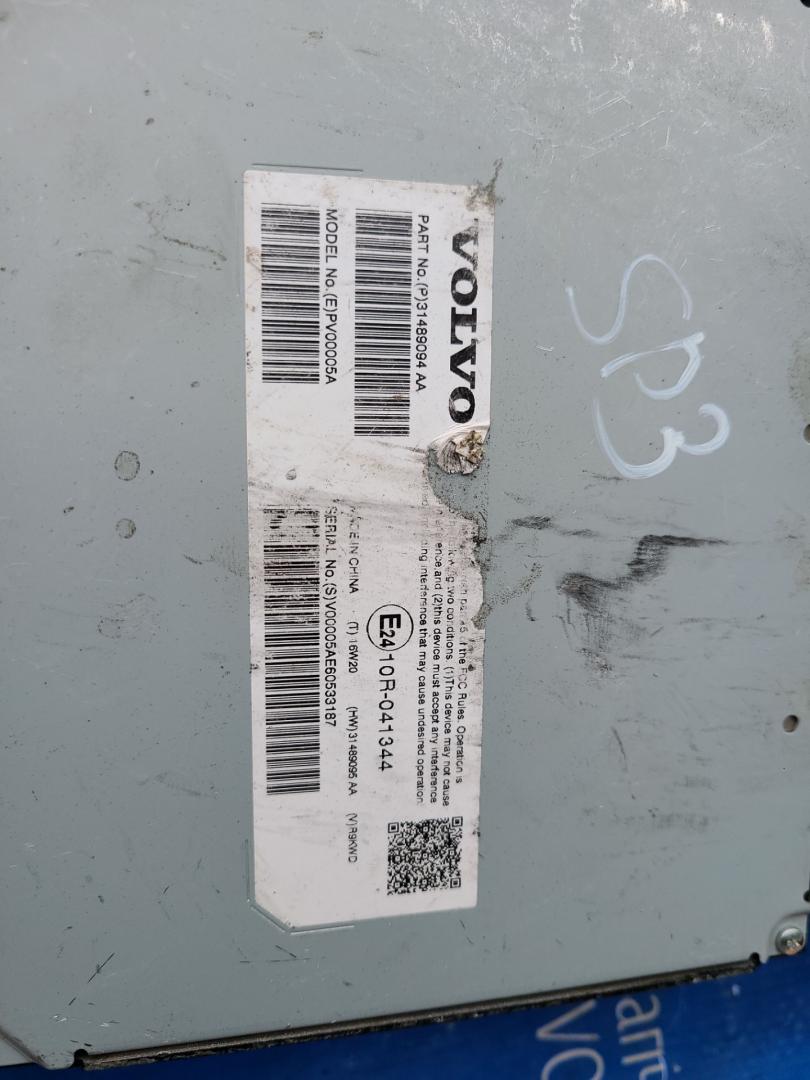 VOLVO
PART No.(P)31489094 AA
MODEL No.(E)PV00005A
the FCC Rules. Operation is
two conditions (1)This device may not cause
and (2)this device must accept any interference
interference that may cause undesired operation.
E24 10R-041344
IN CHINA (T) 16W20 (HW)31489095 AA (V)R9KWD
SERIAL No.(S)V00005AE60533187
SP3
arri
VO